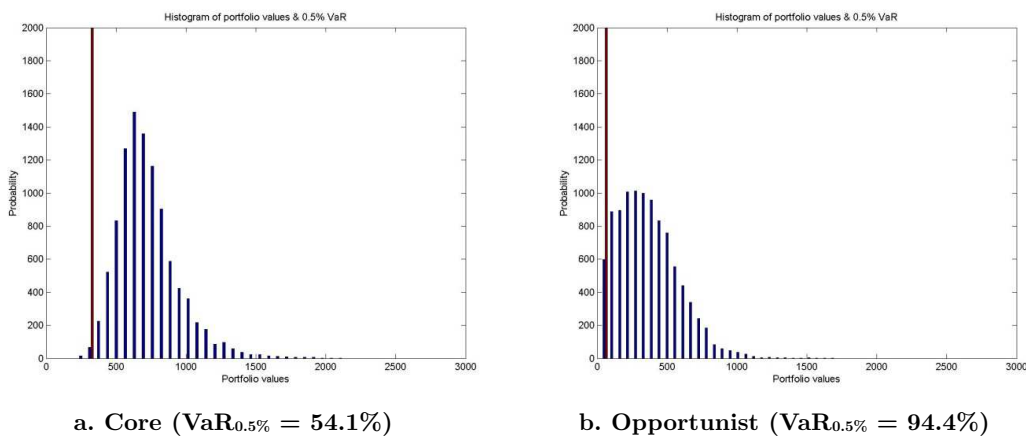 Histogram of portfolio values & 0.5% VaR
2000
1800
1600
1400
1200
1000
800
600
400
200
0
Probability
0 500 1000 1500 2000 2500 3000
Portfolio values
a. Core (VaR0.5% = 54.1%)
Histogram of portfolio values & 0.5% VaR
2000
1800
1600
1400
1200
1000
800
600
400
200
0
Probability
0 500 1000 1500 2000 2500 3000
Portfolio values
b. Opportunist (VaR0.5% = 94.4%)